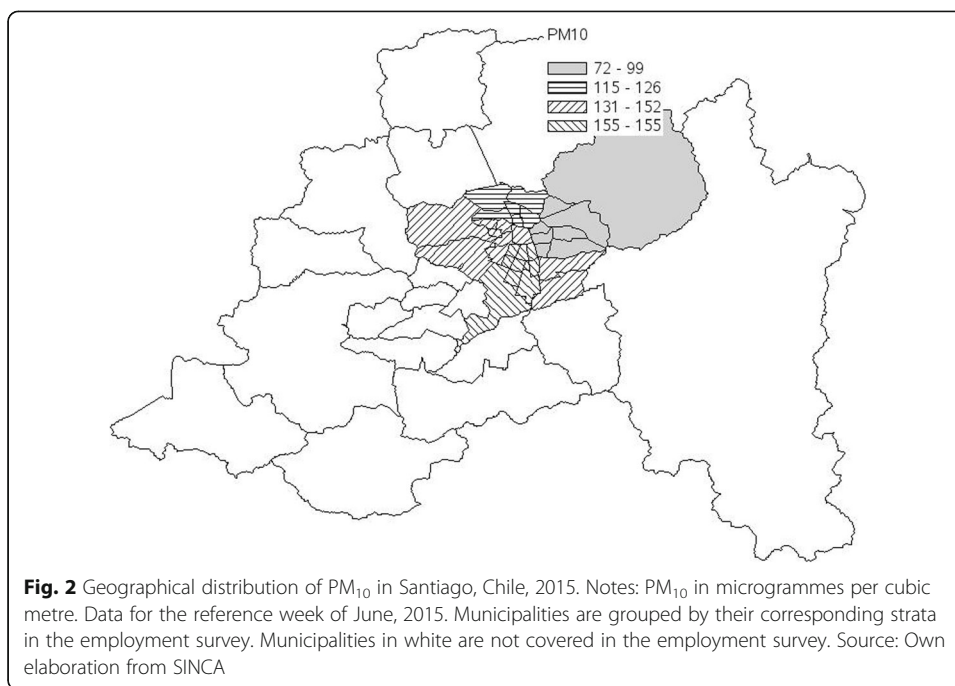 PM10
72 - 99
115 - 126
131 - 152
155 - 155
Fig. 2 Geographical distribution of PM₁₀ in Santiago, Chile, 2015. Notes: PM₁₀ in microgrammes per cubic
metre. Data for the reference week of June, 2015. Municipalities are grouped by their corresponding strata
in the employment survey. Municipalities in white are not covered in the employment survey. Source: Own
elaboration from SINCA